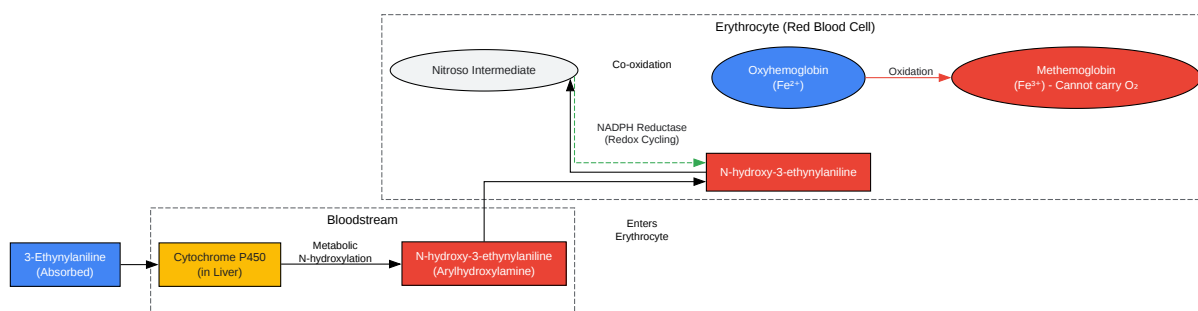 Erythrocyte (Red Blood Cell)
Nitroso Intermediate
Co-oxidation
Oxyhemoglobin
(Fe²⁺)
Oxidation
Methemoglobin
(Fe³⁺) - Cannot carry O₂
NADPH Reductase
(Redox Cycling)
N-hydroxy-3-ethynylaniline
Bloodstream
Enters
Erythrocyte
3-Ethynylaniline
(Absorbed)
Cytochrome P450
(in Liver)
Metabolic
N-hydroxylation
N-hydroxy-3-ethynylaniline
(Arylhydroxylamine)